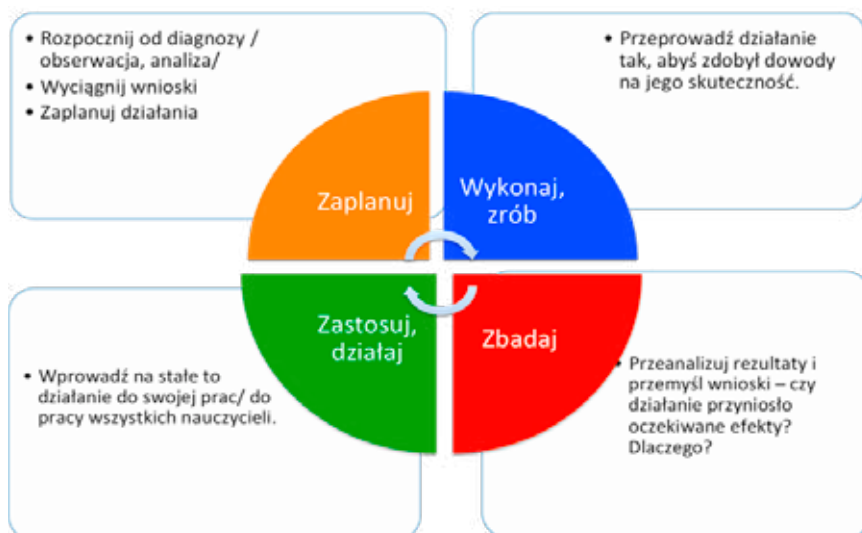 • Rozpocznij od diagnozy /
obserwacja, analiza/
• Wyciągnij wnioski
• Zaplanuj działania
• Przeprowadź działanie
tak, abyś zdobył dowody
na jego skuteczność.
Zaplanuj
Wykonaj,
zrób
Zastosuj,
działaj
Zbadaj
• Wprowadź na stałe to
działanie do swojej prac/ do
pracy wszystkich nauczycieli.
• Przeanalizuj rezultaty i
przemyśl wnioski – czy
działanie przyniosło
oczekiwane efekty?
Dlaczego?